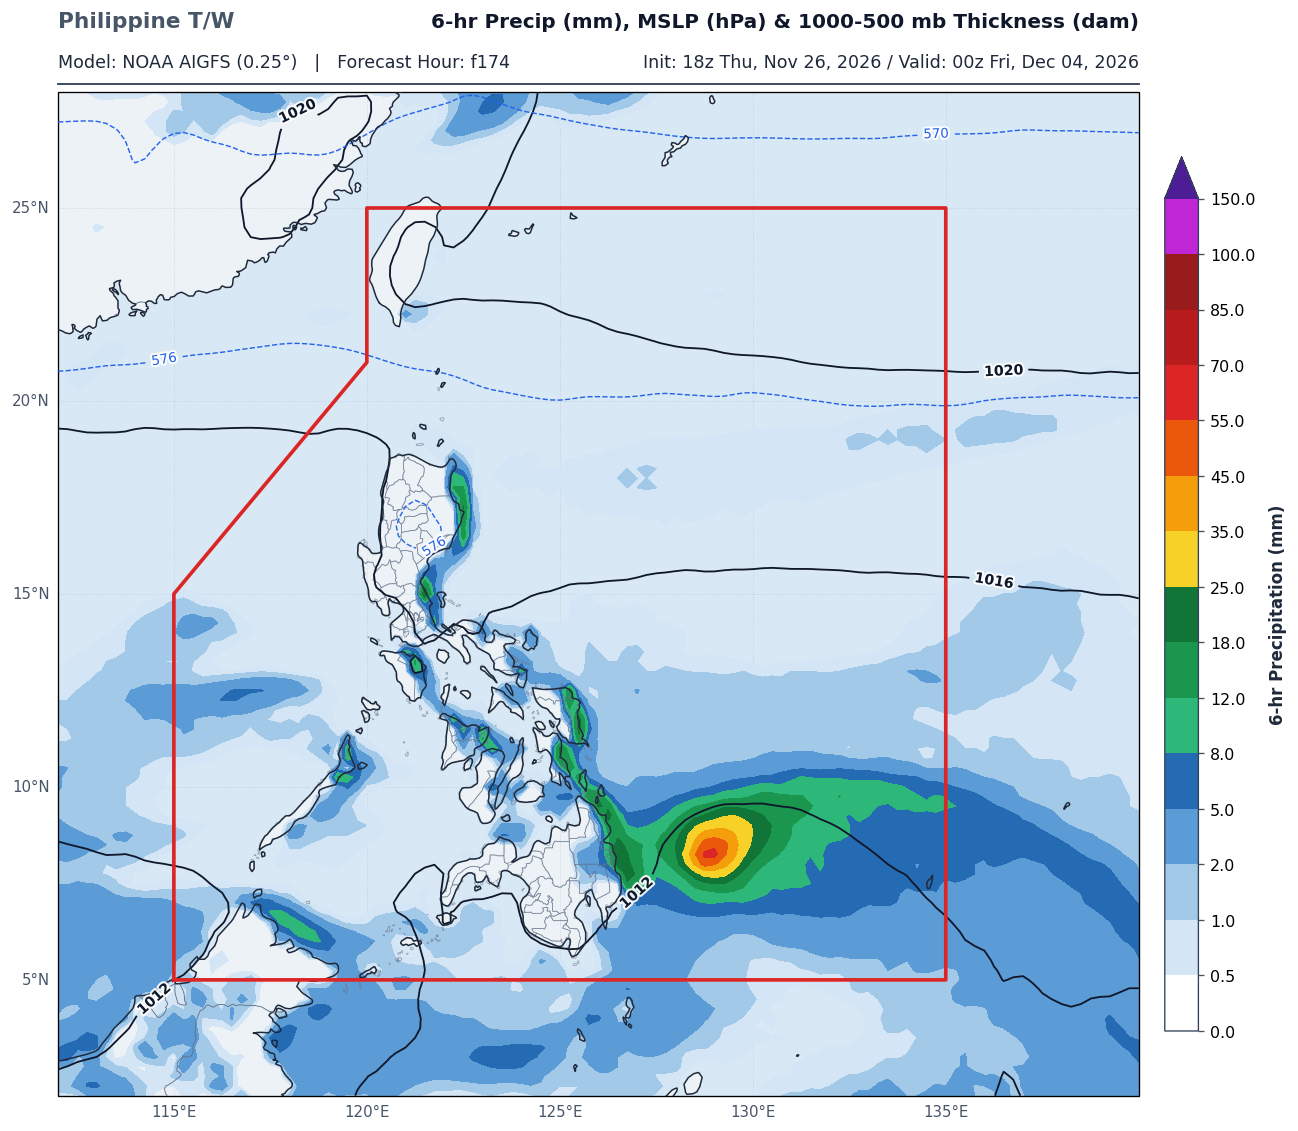 Philippine T/W
6-hr Precip (mm), MSLP (hPa) & 1000-500 mb Thickness (dam)
Model: NOAA AIGFS (0.25°) | Forecast Hour: f174
Init: 18z Thu, Nov 26, 2026 / Valid: 00z Fri, Dec 04, 2026
1020
570
25°N
576
1020
20°N
576
1016
15°N
10°N
1012
5°N
1012
115°E
120°E
125°E
130°E
135°E
150.0
100.0
85.0
70.0
55.0
45.0
35.0
25.0
18.0
12.0
8.0
5.0
2.0
1.0
0.5
0.0
6-hr Precipitation (mm)